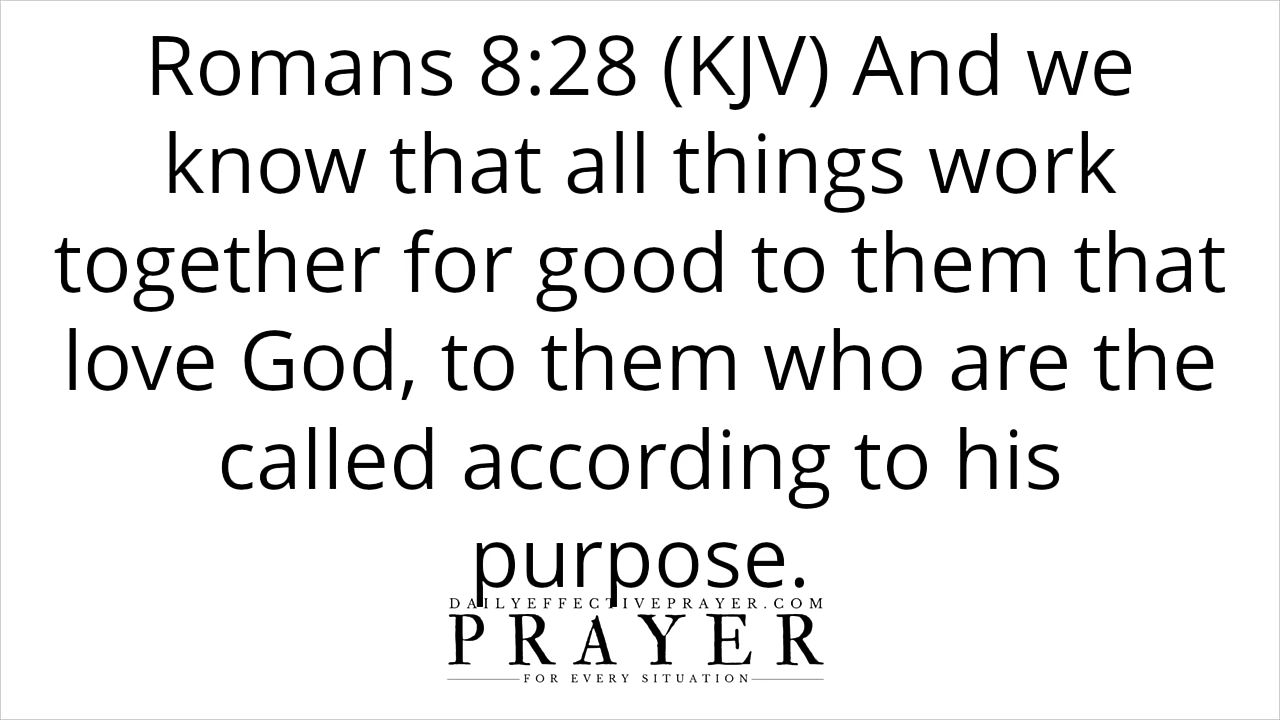 Romans 8:28 (KJV) And we
know that all things work
together for good to them that
love God, to them who are the
called according to his
purpose.
DAILYEFFECTIVEPRAYER.COM
PRAYER
FOR EVERY SITUATION